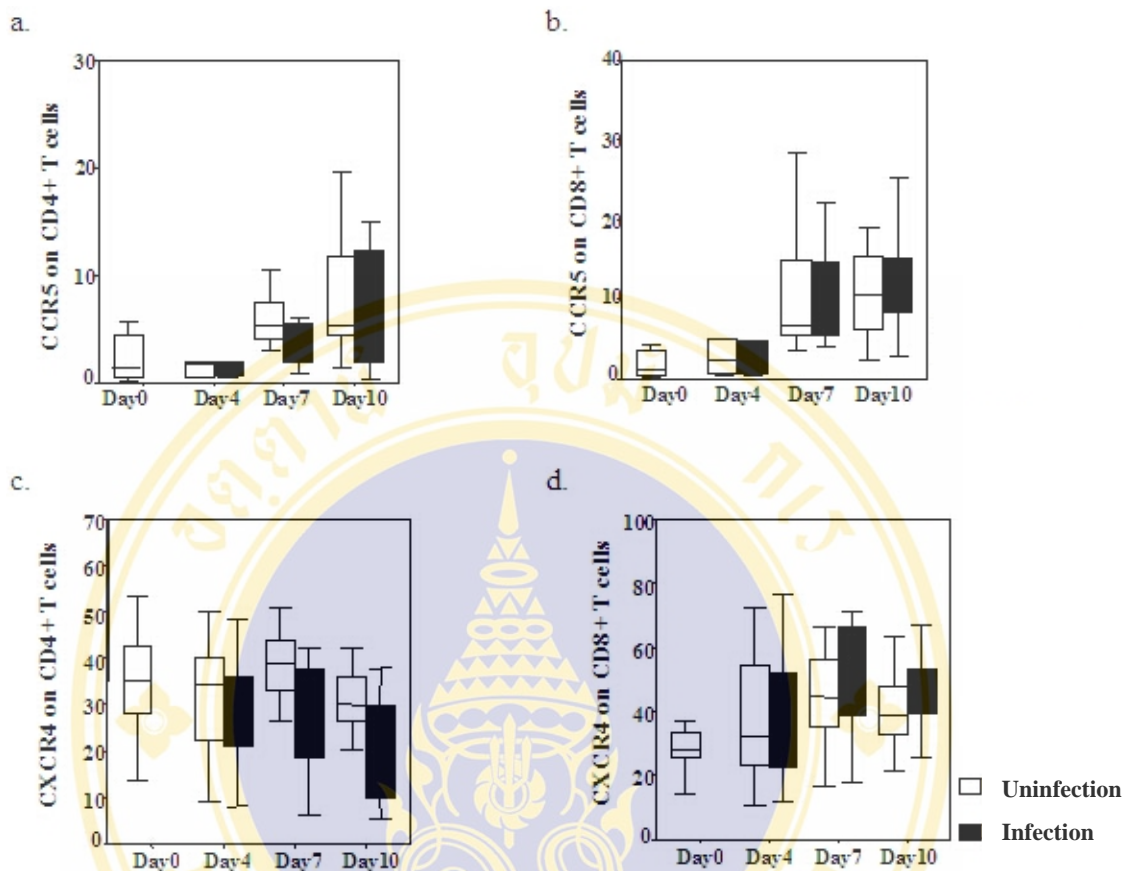 a.
30
20
10
0
CCR5 on CD4+ T cells
Day0 Day4 Day7 Day10
b.
40
30
20
10
0
CCR5 on CD8+ T cells
Day0 Day4 Day7 Day10
c.
70
60
50
40
30
20
10
0
CXCR4 on CD4+ T cells
Day0 Day4 Day7 Day10
d.
100
80
60
40
20
0
CXCR4 on CD8+ T cells
Day0 Day4 Day7 Day10
Uninfection
Infection